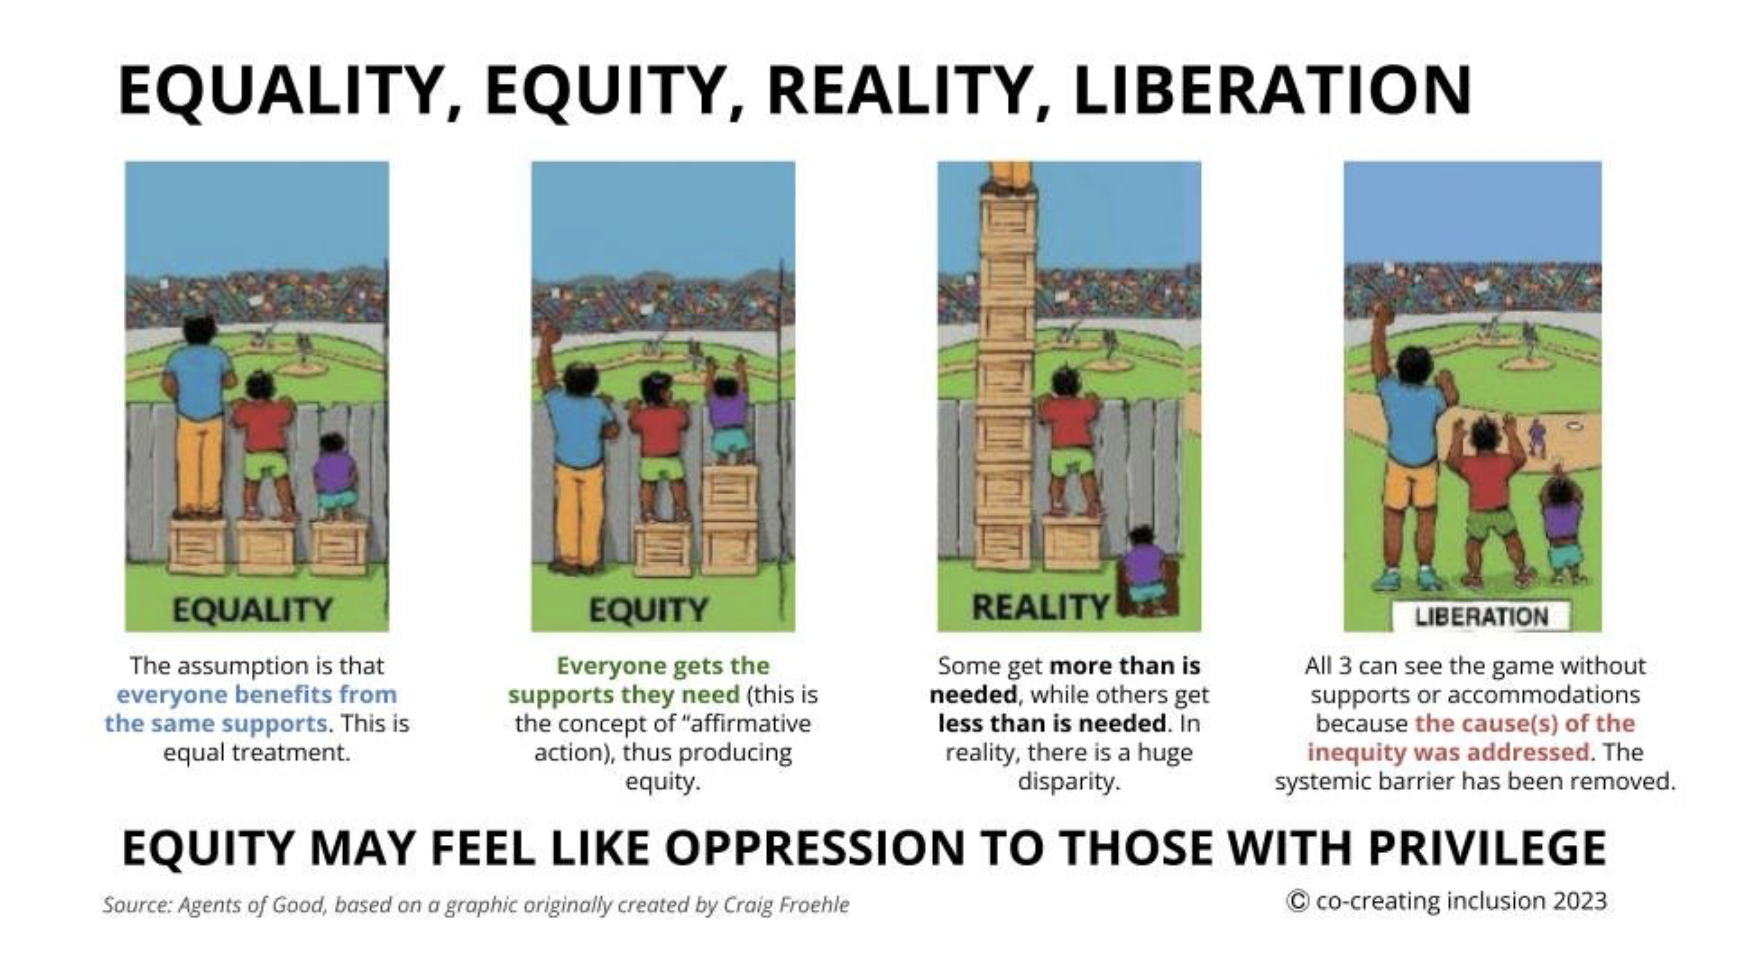 EQUALITY, EQUITY, REALITY, LIBERATION
EQUALITY
EQUITY
REALITY
LIBERATION
The assumption is that
everyone benefits from
the same supports. This is
equal treatment.
Everyone gets the
supports they need (this is
the concept of “affirmative
action), thus producing
equity.
Some get more than is
needed, while others get
less than is needed. In
reality, there is a huge
disparity.
All 3 can see the game without
supports or accommodations
because the cause(s) of the
inequity was addressed. The
systemic barrier has been removed.
EQUITY MAY FEEL LIKE OPPRESSION TO THOSE WITH PRIVILEGE
Source: Agents of Good, based on a graphic originally created by Craig Froehle
© co-creating inclusion 2023